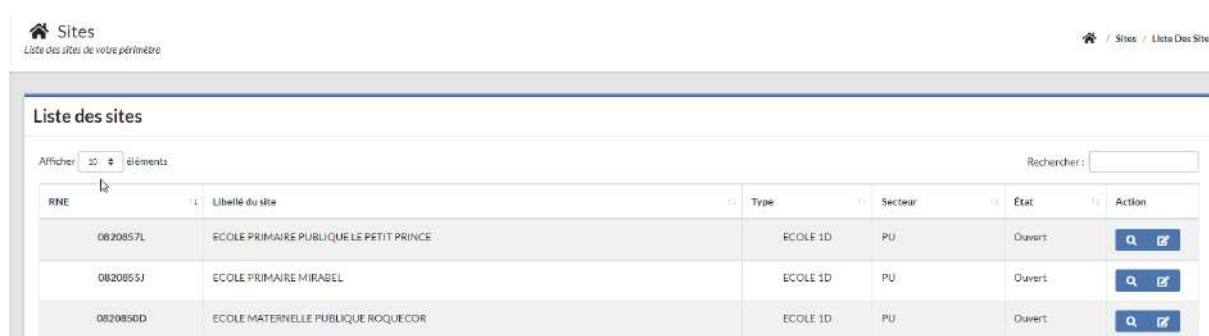 Sites
Liste des sites de votre périmètre
/ Sites / Liste Des Site
Liste des sites
Afficher 10 éléments
Rechercher :
RNE Libellé du site Type Secteur État Action
0820857L ECOLE PRIMAIRE PUBLIQUE LE PETIT PRINCE ECOLE 1D PU Ouvert
0820855J ECOLE PRIMAIRE MIRABEL ECOLE 1D PU Ouvert
0820850D ECOLE MATERNELLE PUBLIQUE ROQUECOR ECOLE 1D PU Ouvert